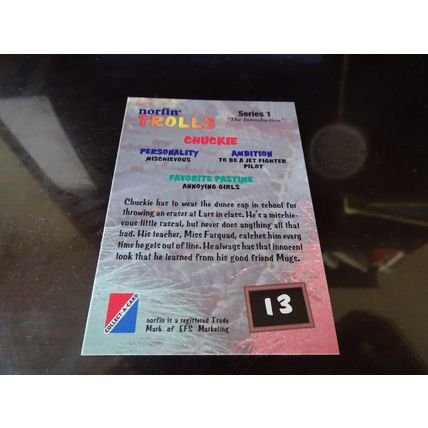 norfin®
TROLLS
Series 1
"The Introduction"
CHUCKIE
PERSONALITY
MISCHIEVOUS
AMBITION
TO BE A JET FIGHTER
PILOT
FAVORITE PASTIME
ANNOYING GIRLS
Chuckie has to wear the dunce cap in school for
throwing an eraser at Lars in class. He's a mischie-
vous little rascal, but never does anything all that
bad. His teacher, Miss Farquad, catches him every
time he gets out of line. He always has that innocent
look that he learned from his good friend Mugs.
COLLECT-A-CARD
norfin is a registered Trade
Mark of EFS Marketing
13